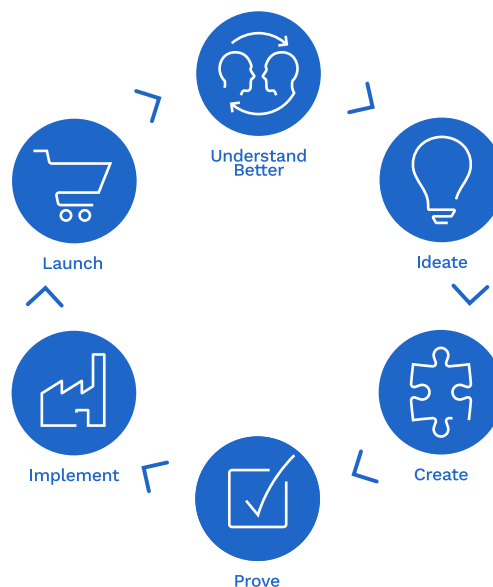 Understand
Better
Ideate
Create
Prove
Implement
Launch